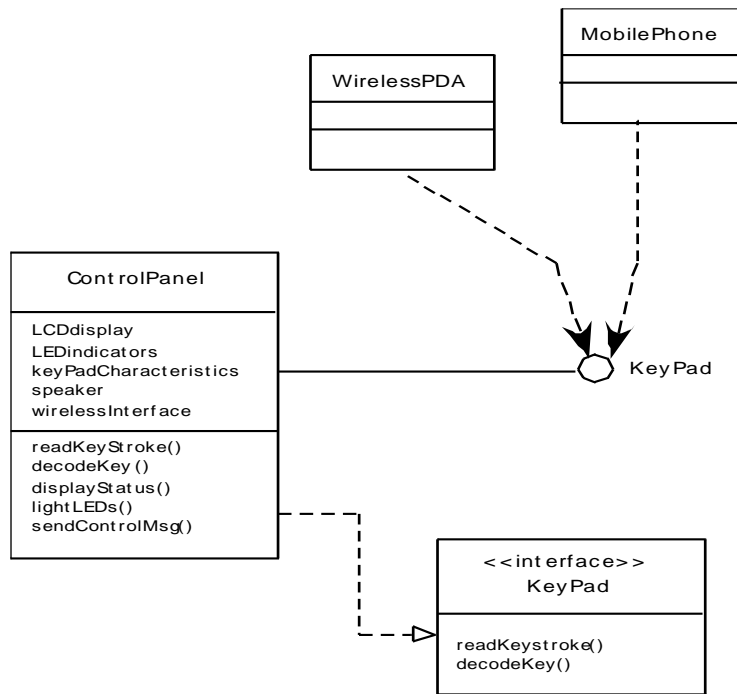 MobilePhone
WirelessPDA
ControlPanel
LCDdisplay
LEDindicators
keyPadCharacteristics
speaker
wirelessInterface
KeyPad
readKeyStroke()
decodeKey()
displayStatus()
lightLEDs()
sendControlMsg()
<<interface>>
KeyPad
readKeystroke()
decodeKey()